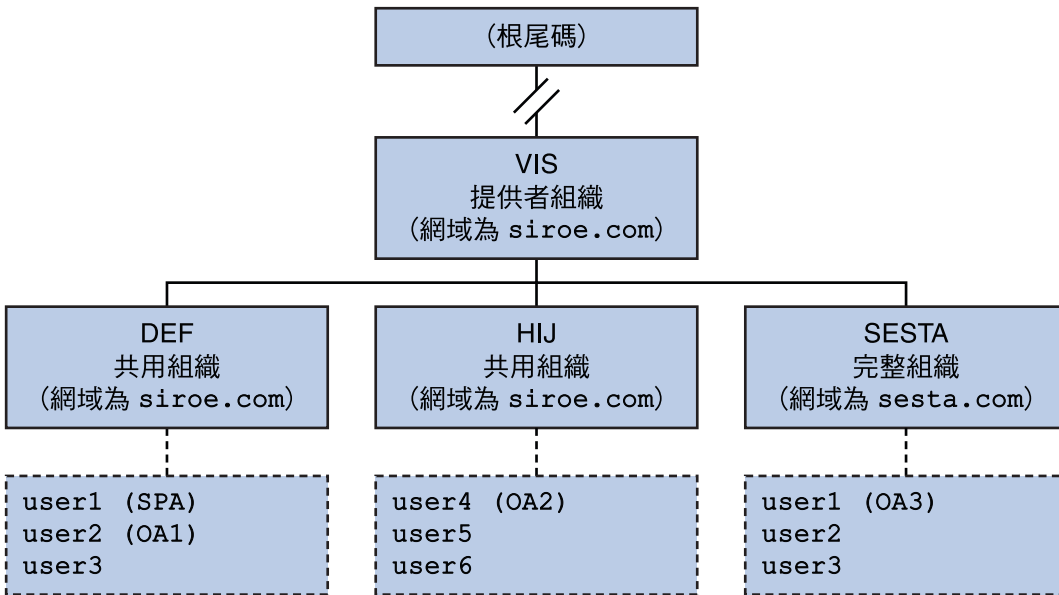 （根尾碼）
VIS
提供者組織
（網域為 siroe.com）
DEF
共用組織
（網域為 siroe.com）
HIJ
共用組織
（網域為 siroe.com）
SESTA
完整組織
（網域為 sesta.com）
user1 (SPA)
user2 (OA1)
user3
user4 (OA2)
user5
user6
user1 (OA3)
user2
user3